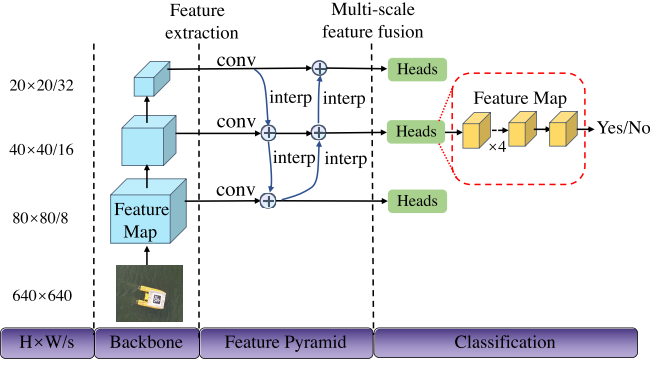 Feature
extraction
Multi-scale
feature fusion
20×20/32
conv
Heads
interp
interp
Feature Map
40×40/16
conv
Heads
×4
Yes/No
interp
interp
80×80/8
Feature
Map
conv
Heads
640×640
H×W/s
Backbone
Feature Pyramid
Classification